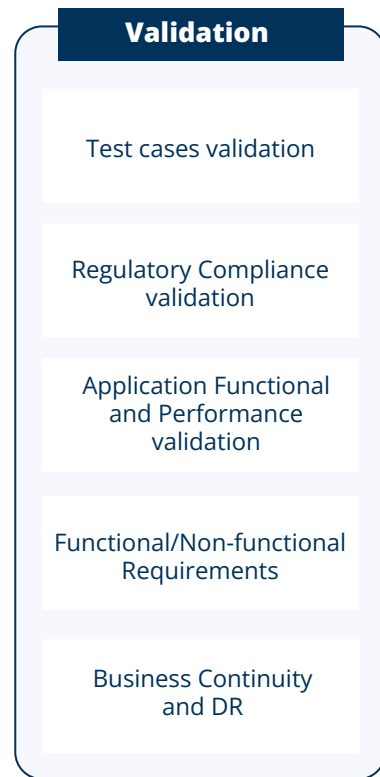 Validation
Test cases validation
Regulatory Compliance
validation
Application Functional
and Performance
validation
Functional/Non-functional
Requirements
Business Continuity
and DR